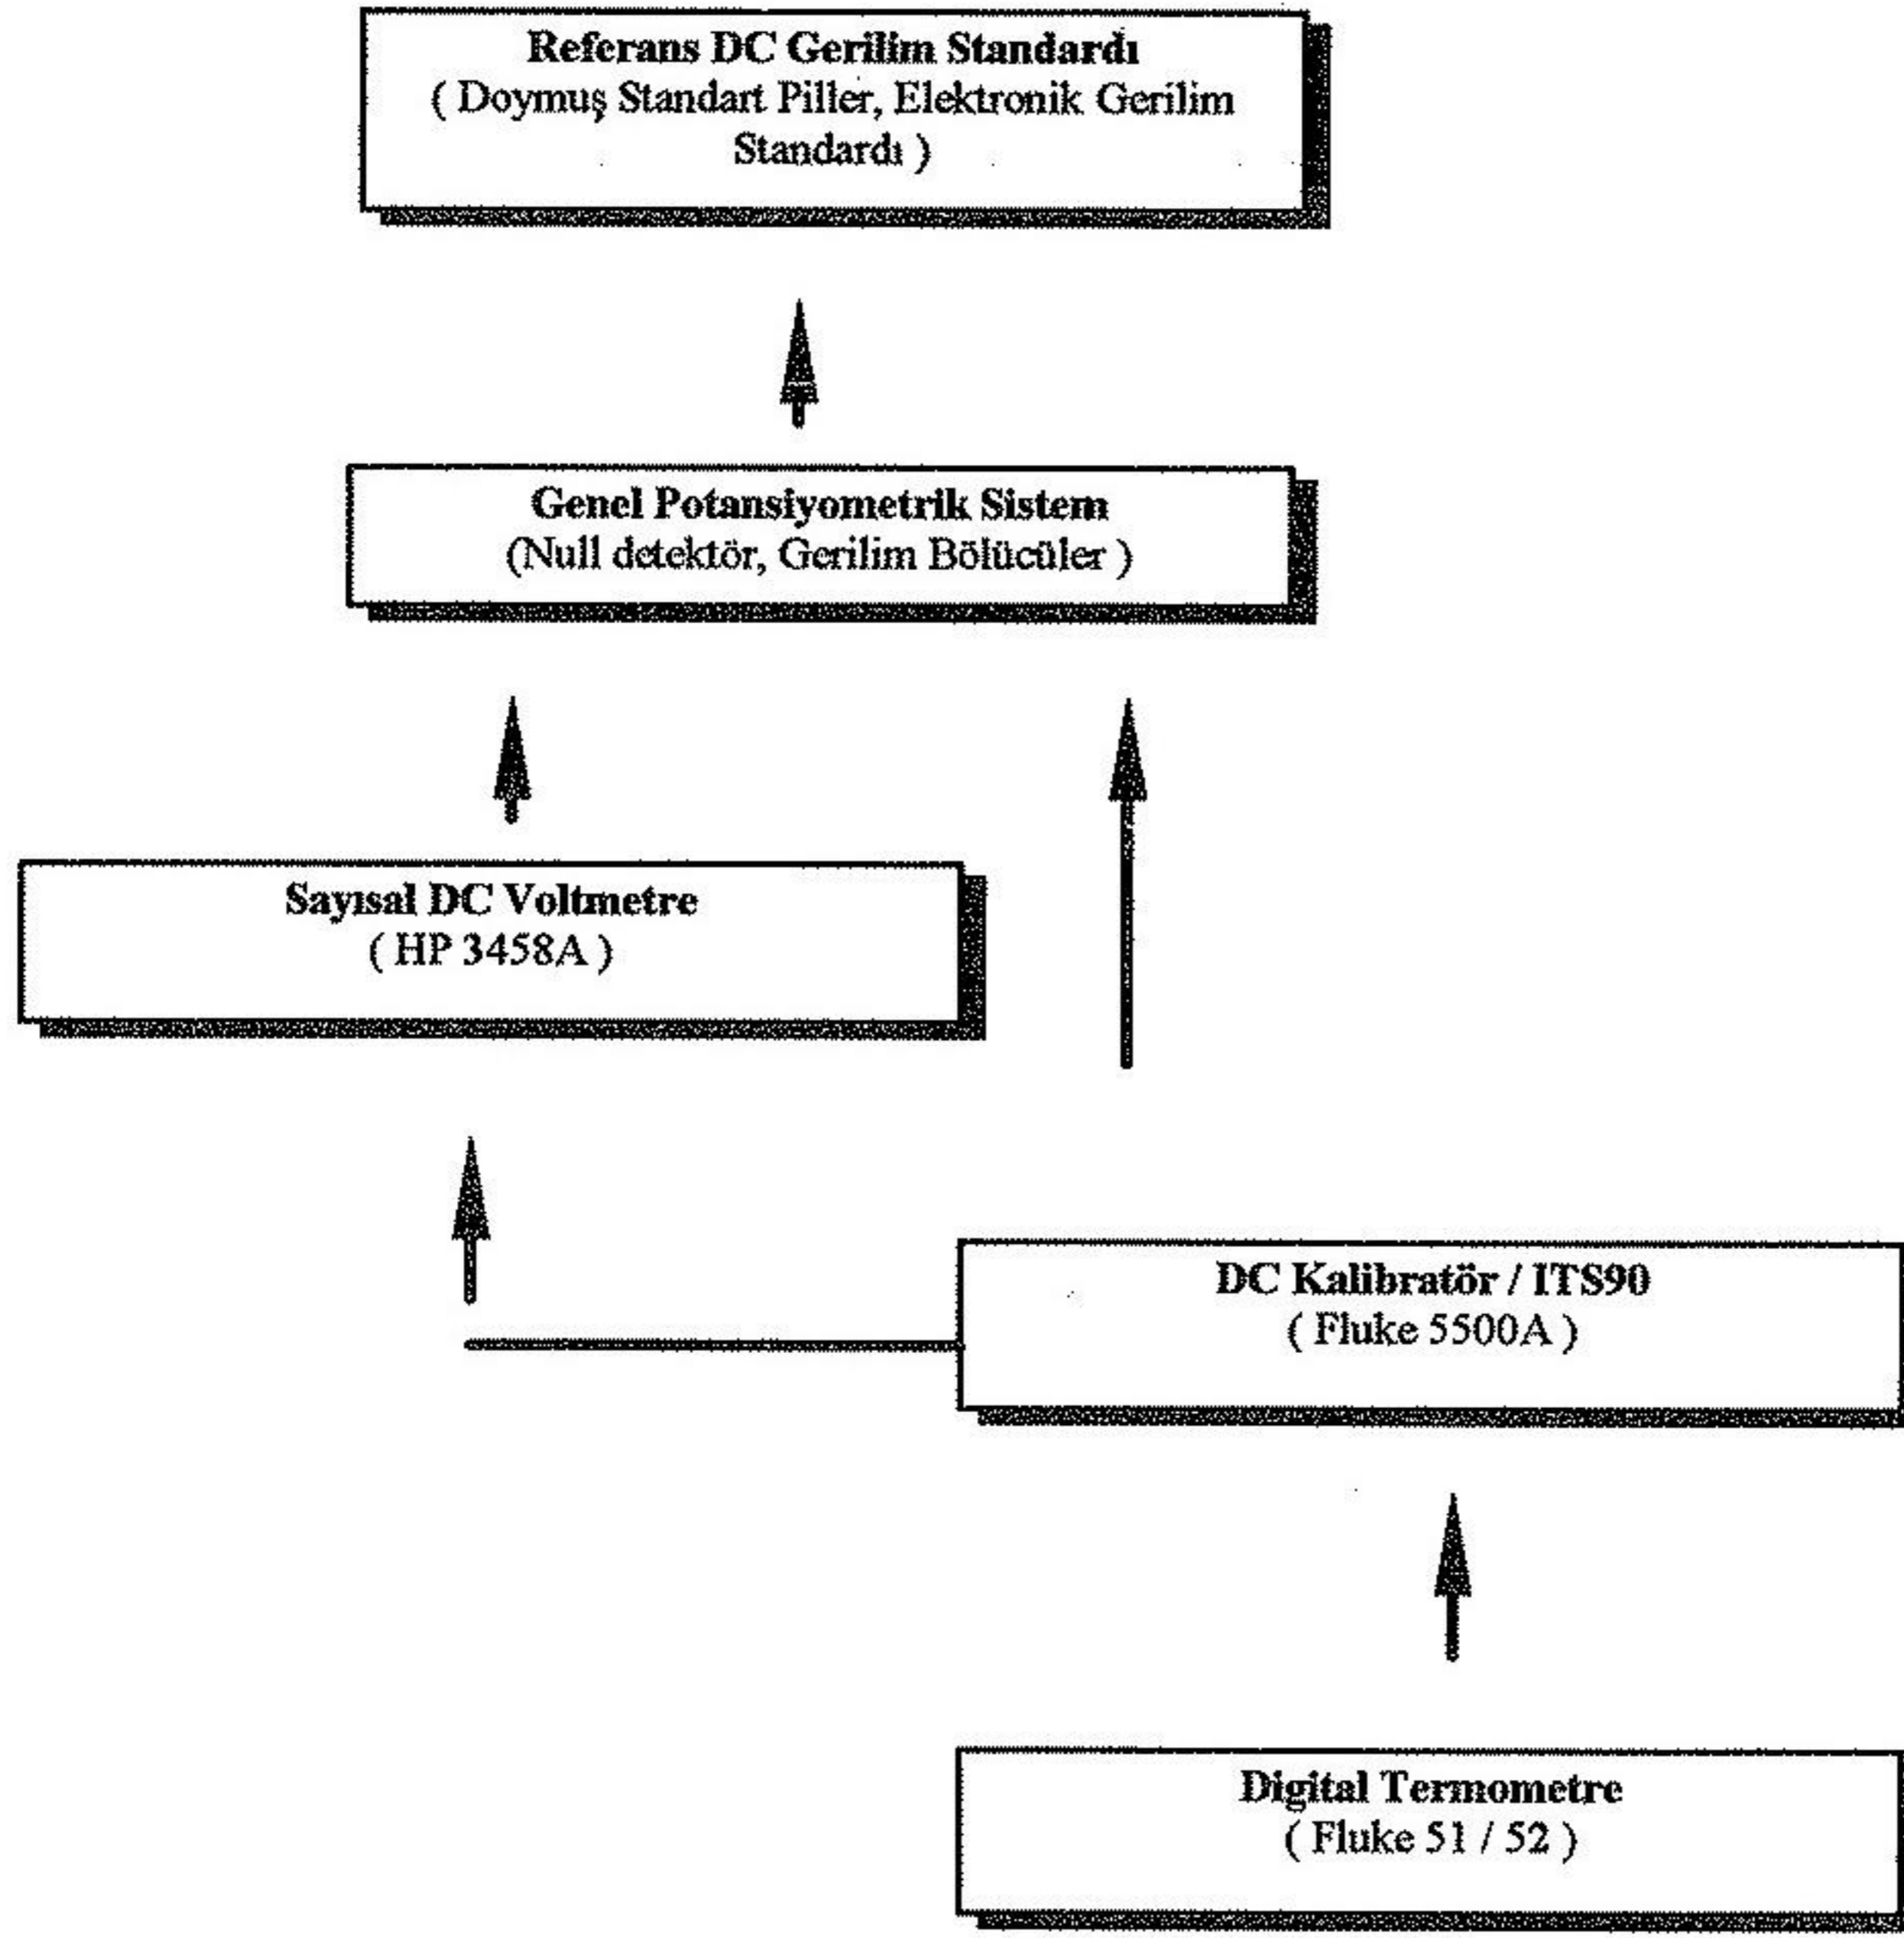 Referans DC Gerilim Standardı
( Doymuş Standart Piller, Elektronik Gerilim
Standardı )
Genel Potansiyometrik Sistem
(Null detektör, Gerilim Bölücüler )
Sayısal DC Voltmetre
( HP 3458A )
DC Kalibratör / ITS90
( Fluke 5500A )
Digital Termometre
( Fluke 51 / 52 )